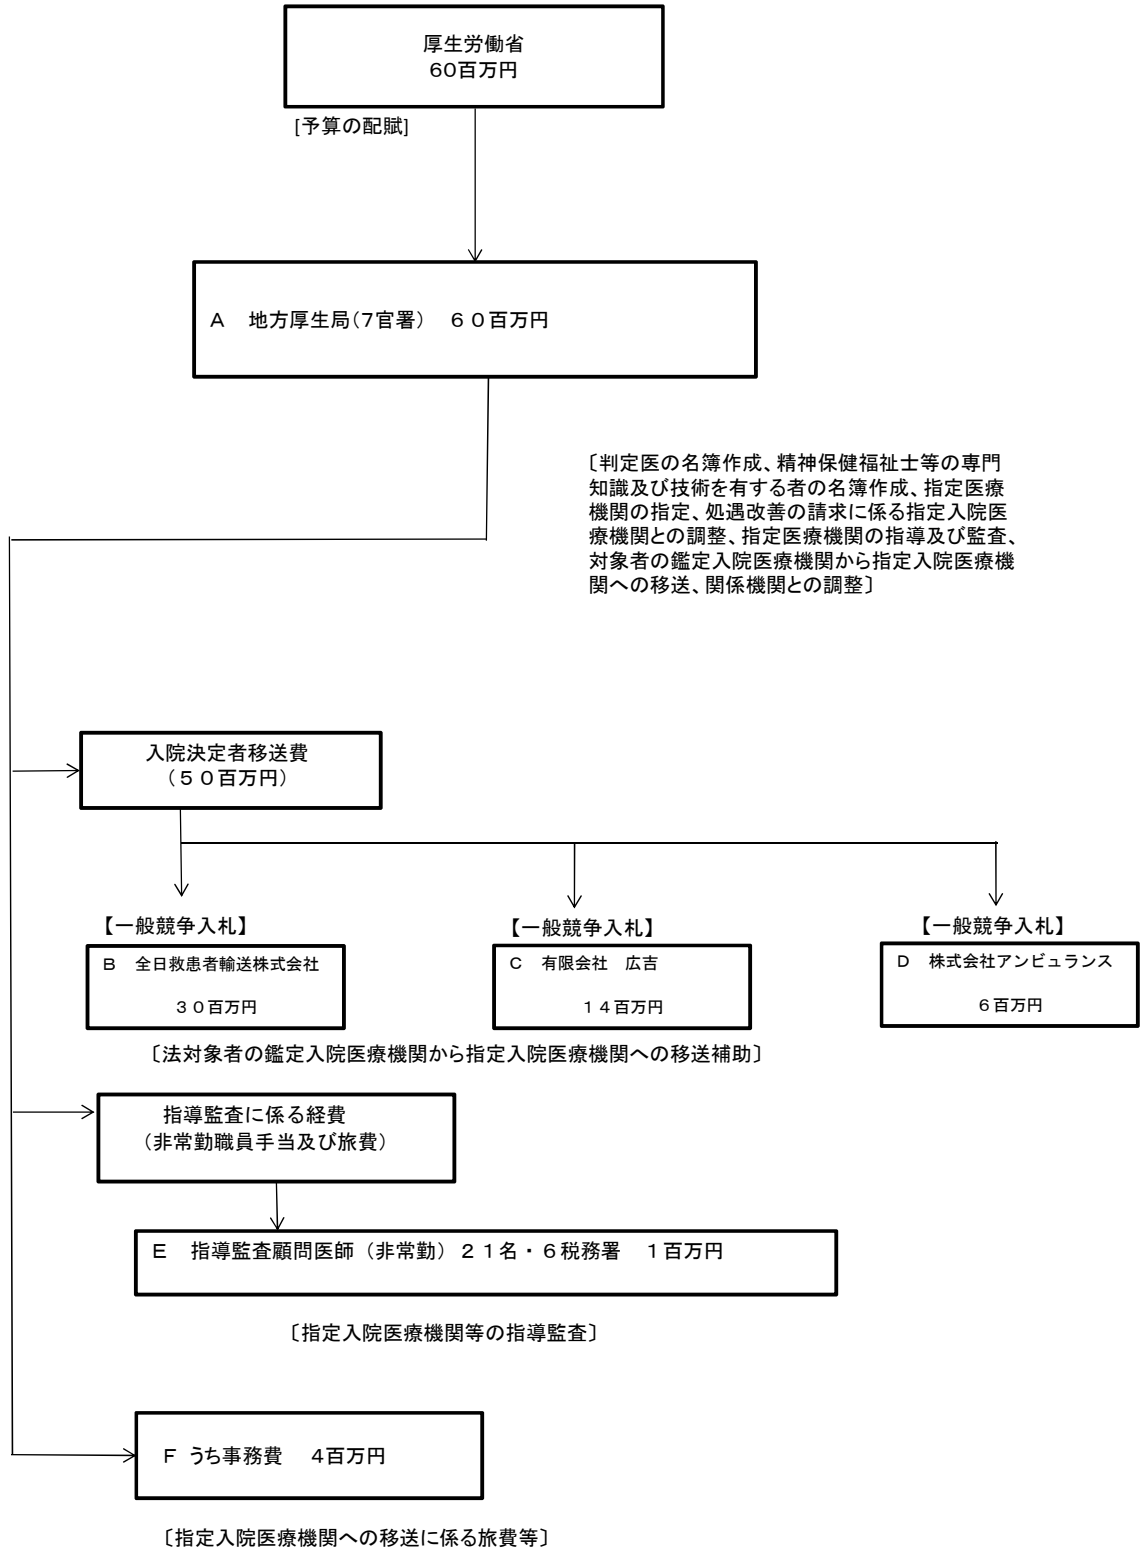 厚生労働省
60百万円
[予算の配賦]
A　地方厚生局(7官署)　６０百万円
〔判定医の名簿作成、精神保健福祉士等の専門
知識及び技術を有する者の名簿作成、指定医療
機関の指定、処遇改善の請求に係る指定入院医
療機関との調整、指定医療機関の指導及び監査、
対象者の鑑定入院医療機関から指定入院医療機
関への移送、関係機関との調整〕
入院決定者移送費
（５０百万円）
【一般競争入札】
B　全日救患者輸送株式会社
３０百万円
【一般競争入札】
C　有限会社　広吉
１４百万円
【一般競争入札】
D　株式会社アンビュランス
６百万円
〔法対象者の鑑定入院医療機関から指定入院医療機関への移送補助〕
指導監査に係る経費
（非常勤職員手当及び旅費）
E　指導監査顧問医師（非常勤）２１名・６税務署　１百万円
〔指定入院医療機関等の指導監査〕
F　うち事務費　4百万円
〔指定入院医療機関への移送に係る旅費等〕